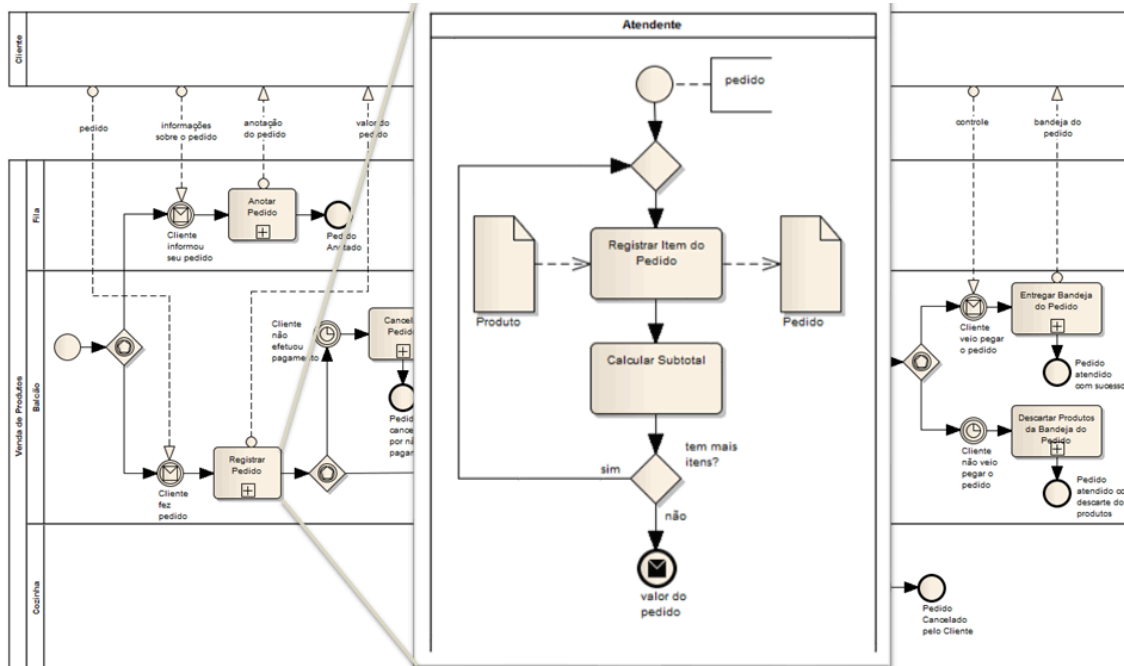 Cliente
pedido
informações
sobre o pedido
anotação
do pedido
valor do
pedido
Venda de Produtos
Fila
Cliente
informou
seu pedido
Anotar
Pedido
Pedido
Anotado
Balcão
Cliente
fez
pedido
Registrar
Pedido
Cliente
não
efetuou
pagamento
Pedido
por
Cozinha
Atendente
pedido
Registrar Item do
Pedido
Produto
Pedido
Calcular Subtotal
tem mais
itens?
sim
não
valor do
pedido
controle
bandeja do
pedido
Cliente
veio pegar
o pedido
Entregar Bandeja
do Pedido
Pedido
atendido
com sucesso
Cliente
não veio
pegar o
pedido
Descartar Produtos
da Bandeja do
Pedido
Pedido
atendido
descarte
produtos
Pedido
Cancelado
pelo Cliente